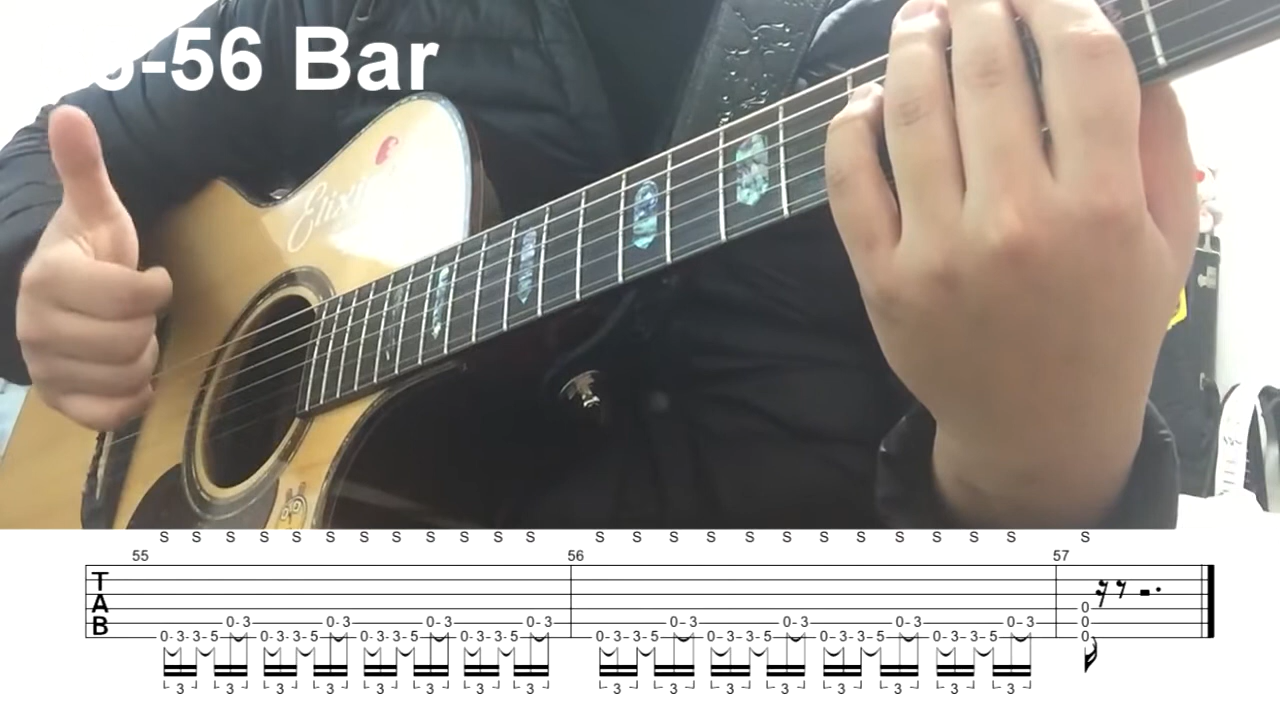 -56 Bar
Elixi
S S S S S S S S S S S S S S S S S S S S S S S S S
55 56 57
T
A
B
0
0-3 0-3 0-3 0-3 0-3 0-3 0-3 0-3 0
0-3-3-5 0-3-3-5 0-3-3-5 0-3-3-5 0-3-3-5 0-3-3-5 0-3-3-5 0-3-3-5 0
3 3 3 3 3 3 3 3 3 3 3 3 3 3 3 3